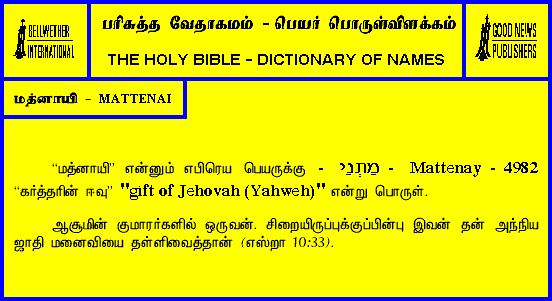 BELLWETHER
INTERNATIONAL
பரிசுத்த வேதாகமம் - பெயர் பொருள்விளக்கம்
THE HOLY BIBLE - DICTIONARY OF NAMES
GOOD NEWS
PUBLISHERS
மத்னாயி - MATTENAI
“மத்னாயி” என்னும் எபிரெய பெயருக்கு - מַתְּנַי - Mattenay - 4982
“கர்த்தரின் ஈவு” "gift of Jehovah (Yahweh)" என்று பொருள்.
ஆசூமின் குமாரர்களில் ஒருவன். சிறையிருப்புக்குப்பின்பு இவன் தன் அந்நிய
ஜாதி மனைவியை தள்ளிவைத்தான் (எஸ்றா 10:33).